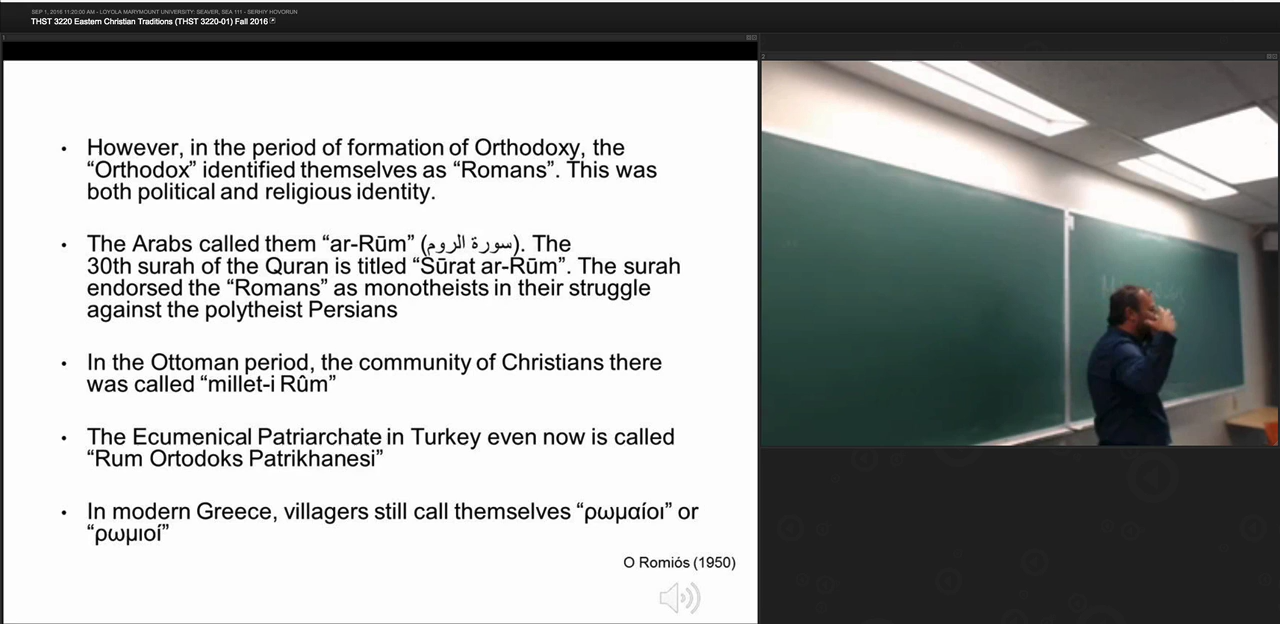 SEP 1, 2016 11:20:00 AM - LOYOLA MARYMOUNT UNIVERSITY: SEAVER, SEA 111 - SERHIY HOVORUN
THST 3220 Eastern Christian Traditions (THST 3220-01) Fall 2016
1
2
• However, in the period of formation of Orthodoxy, the
“Orthodox” identified themselves as “Romans”. This was
both political and religious identity.
• The Arabs called them “ar-Rūm” (سورة الروم). The
30th surah of the Quran is titled “Sūrat ar-Rūm”. The surah
endorsed the “Romans” as monotheists in their struggle
against the polytheist Persians
• In the Ottoman period, the community of Christians there
was called “millet-i Rûm”
• The Ecumenical Patriarchate in Turkey even now is called
“Rum Ortodoks Patrikhanesi”
• In modern Greece, villagers still call themselves “ρωμαίοι” or
“ρωμιοί”
O Romiós (1950)